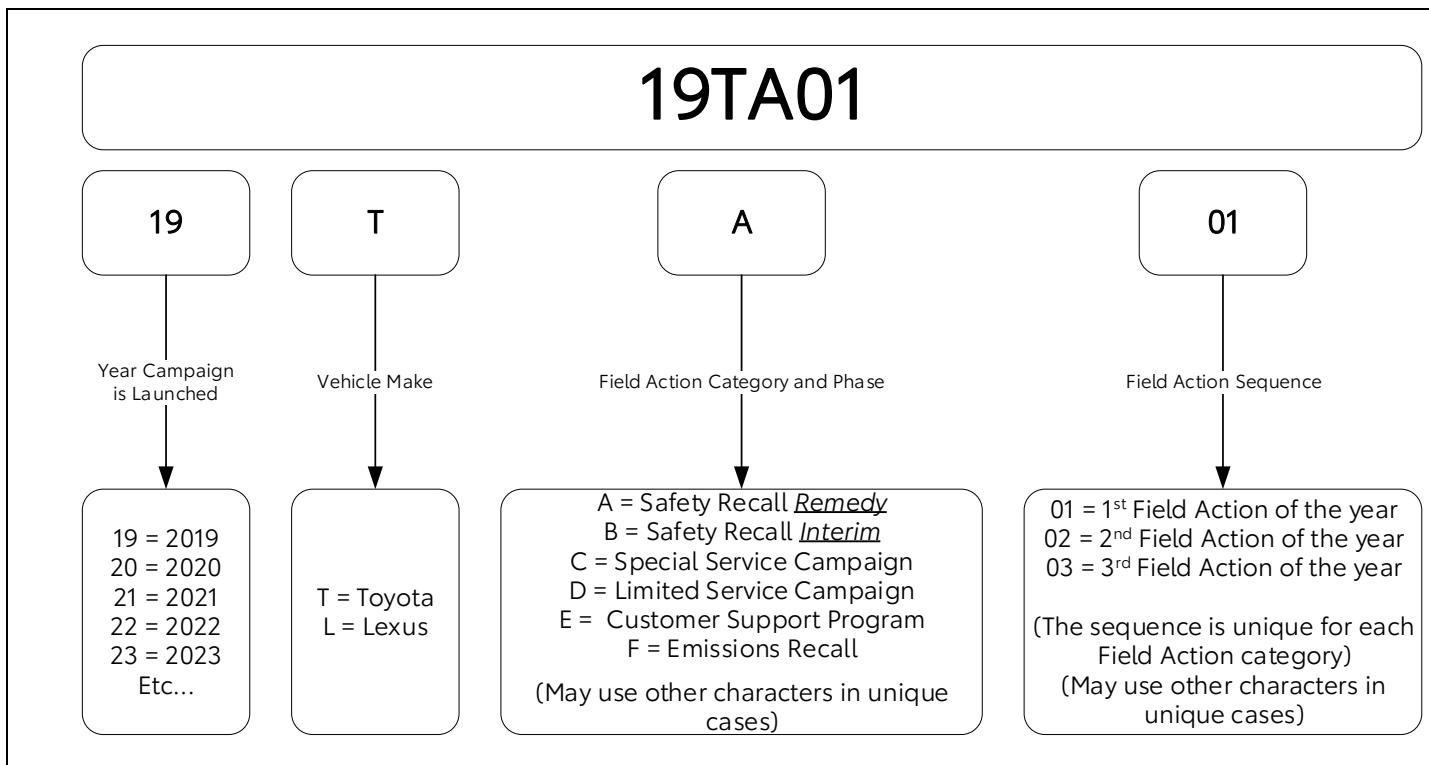 19TA01
19
T
A
01
Year Campaign
is Launched
Vehicle Make
Field Action Category and Phase
Field Action Sequence
19 = 2019
20 = 2020
21 = 2021
22 = 2022
23 = 2023
Etc...
T = Toyota
L = Lexus
A = Safety Recall Remedy
B = Safety Recall Interim
C = Special Service Campaign
D = Limited Service Campaign
E =  Customer Support Program
F = Emissions Recall
(May use other characters in unique
cases)
01 = 1st Field Action of the year
02 = 2nd Field Action of the year
03 = 3rd Field Action of the year
(The sequence is unique for each
Field Action category)
(May use other characters in
unique cases)